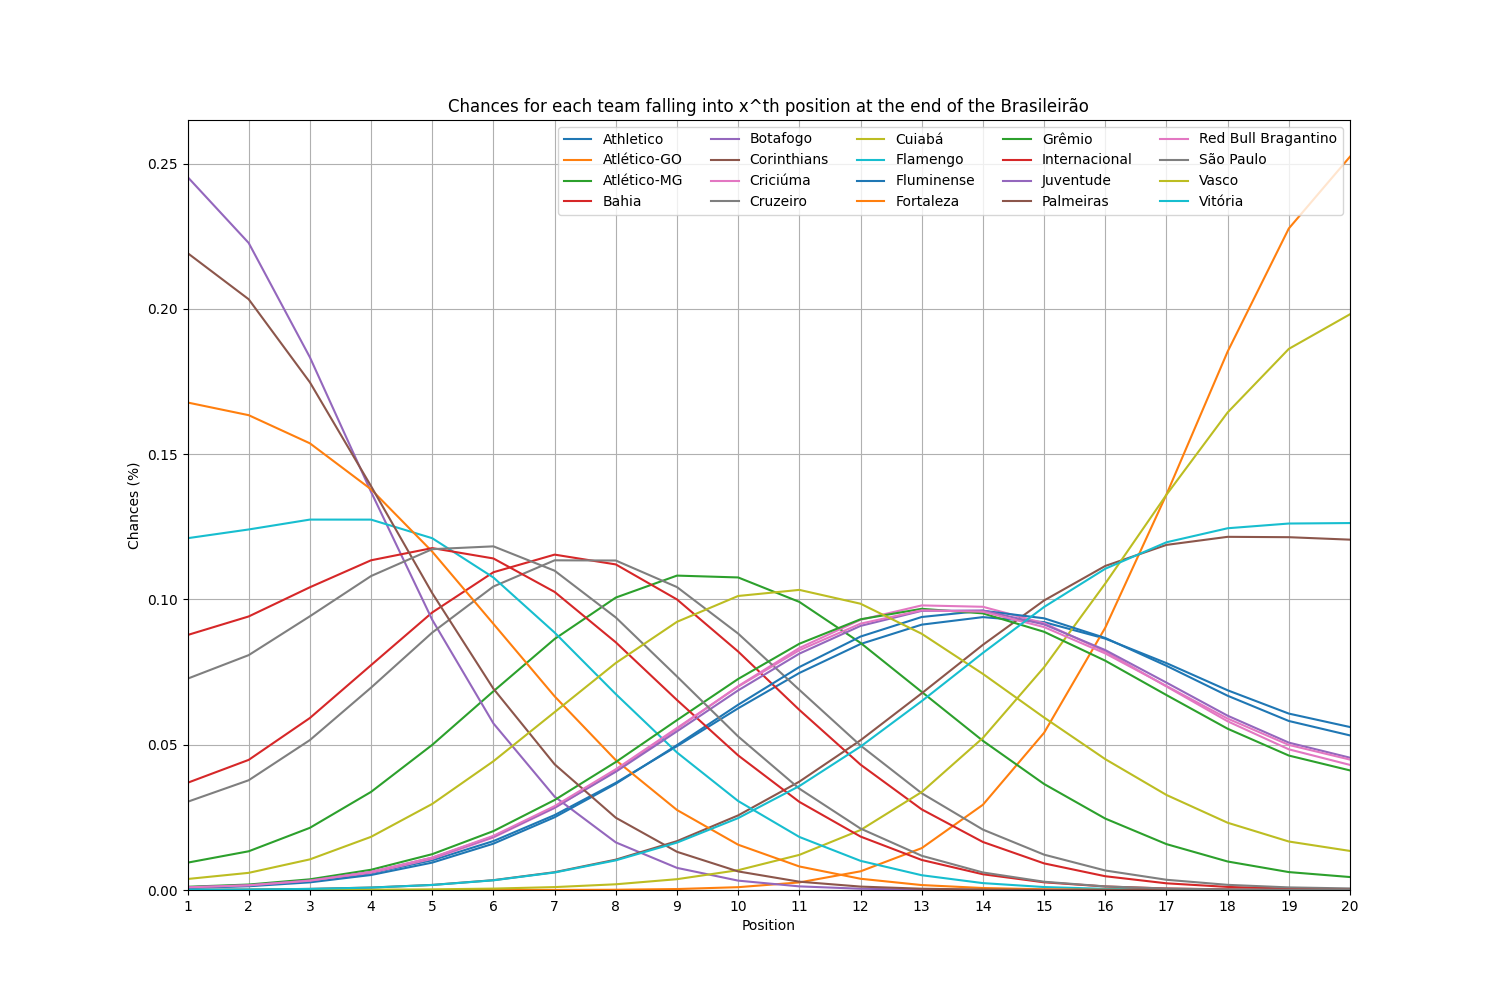 Chances for each team falling into x^th position at the end of the Brasileirão
Athletico Botafogo Cuiabá Grêmio Red Bull Bragantino
Atlético-GO Corinthians Flamengo Internacional São Paulo
Atlético-MG Criciúma Fluminense Juventude Vasco
Bahia Cruzeiro Fortaleza Palmeiras Vitória
0.25
0.20
0.15
0.10
0.05
0.00
Chances (%)
1 2 3 4 5 6 7 8 9 10 11 12 13 14 15 16 17 18 19 20
Position